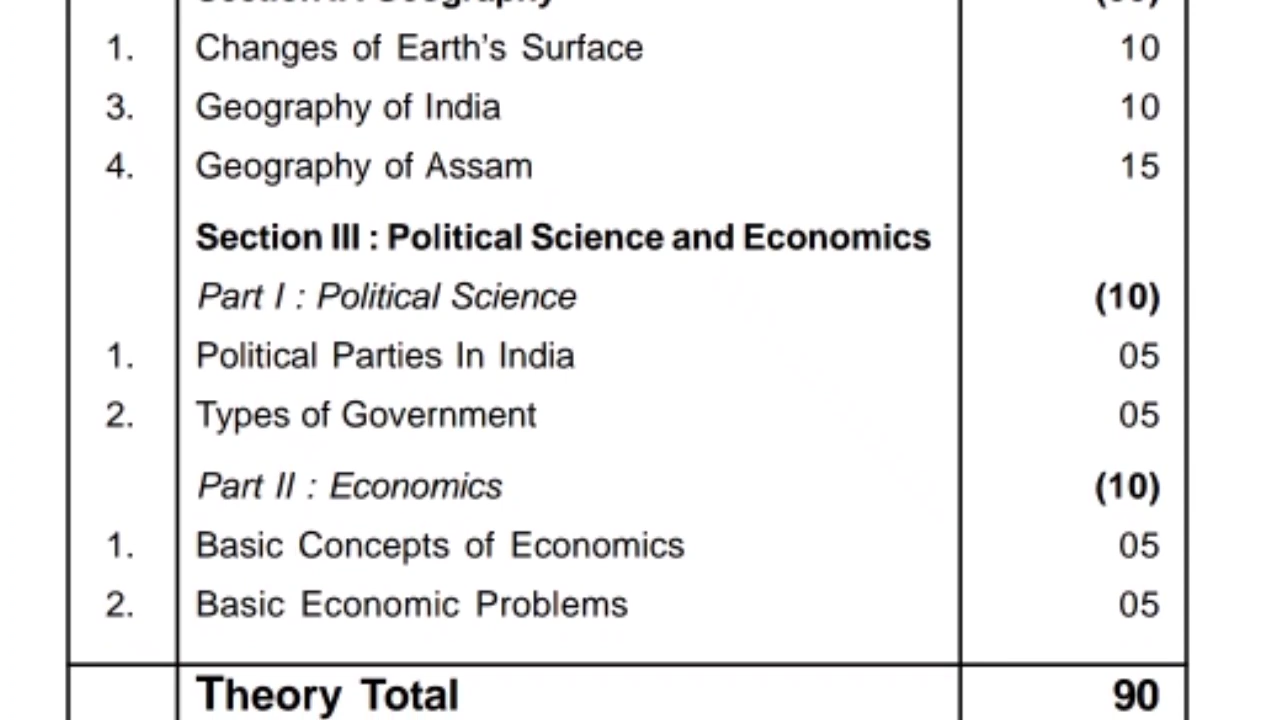 1. Changes of Earth's Surface 10
3. Geography of India 10
4. Geography of Assam 15
Section III : Political Science and Economics
Part I : Political Science (10)
1. Political Parties In India 05
2. Types of Government 05
Part II : Economics (10)
1. Basic Concepts of Economics 05
2. Basic Economic Problems 05
Theory Total 90